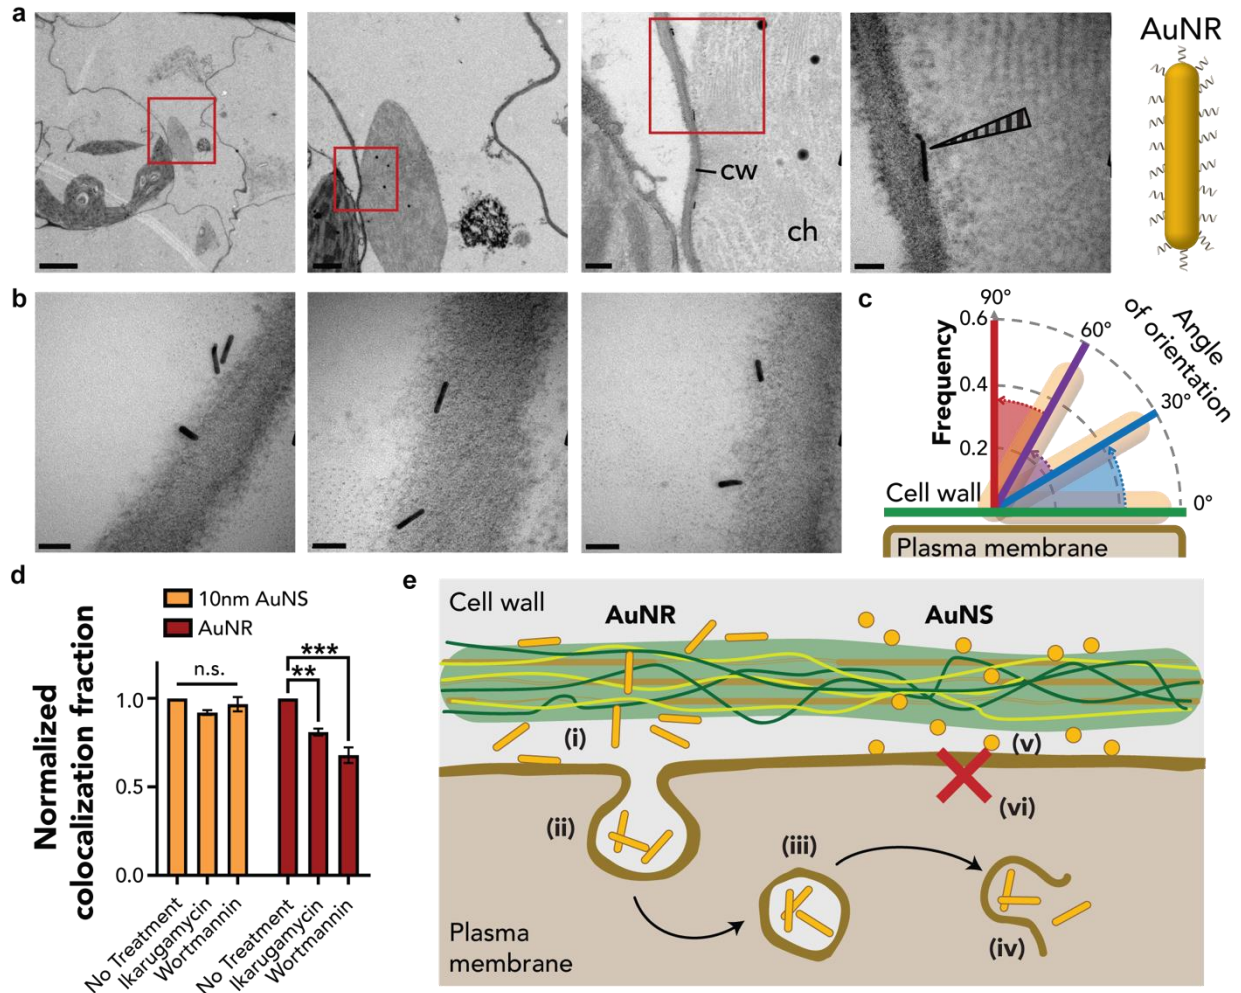 a
AuNR
cw
ch
b
c
90°
0.6
60°
Angle
of orientation
Frequency
0.4
30°
0.2
Cell wall
0°
Plasma membrane
d
10nm AuNS
AuNR
***
**
n.s.
1.0
0.5
0.0
Normalized
colocalization fraction
No Treatment
Ikarugamycin
Wortmannin
No Treatment
Ikarugamycin
Wortmannin
e
Cell wall
AuNR
AuNS
(i)
(v)
(ii)
(vi)
(iii)
(iv)
Plasma
membrane